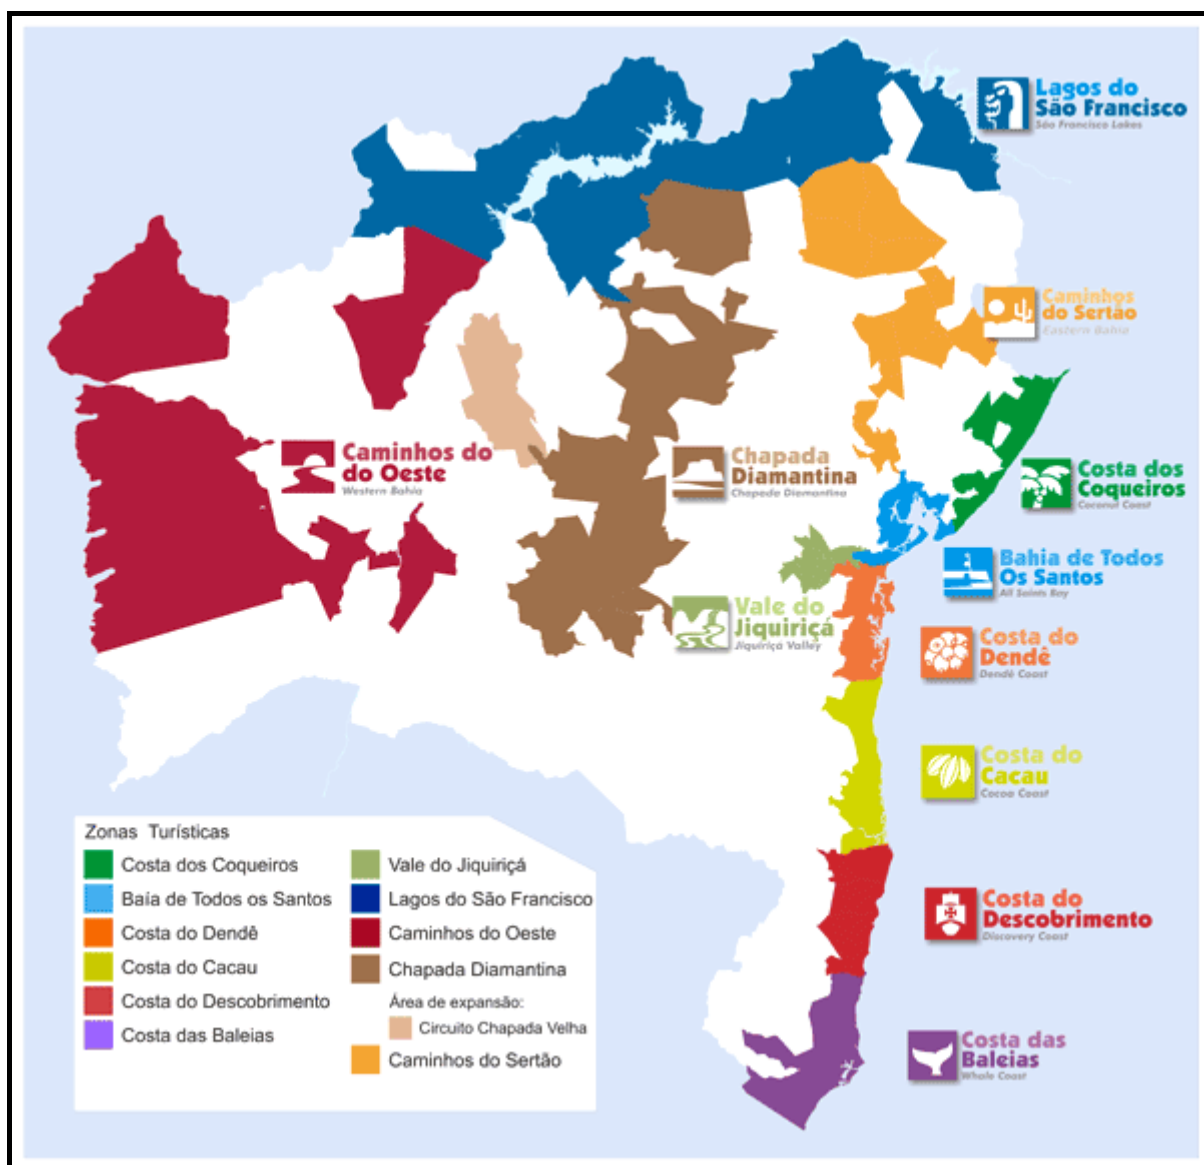 Lagos do
São Francisco
São Francisco Lakes
Caminhos
do Sertão
Eastern Bahia
Caminhos do
do Oeste
Western Bahia
Chapada
Diamantina
Chapada Diamantina
Costa dos
Coqueiros
Coconut Coast
Bahia de Todos
Os Santos
All Saints Bay
Vale do
Jiquiriçá
Jiquiriçá Valley
Costa do
Dendê
Dendê Coast
Costa do
Cacau
Cocoa Coast
Costa do
Descobrimento
Discovery Coast
Costa das
Baleias
Whale Coast
Zonas Turísticas
Costa dos Coqueiros
Baía de Todos os Santos
Costa do Dendê
Costa do Cacau
Costa do Descobrimento
Costa das Baleias
Vale do Jiquiriçá
Lagos do São Francisco
Caminhos do Oeste
Chapada Diamantina
Área de expansão:
Circuito Chapada Velha
Caminhos do Sertão